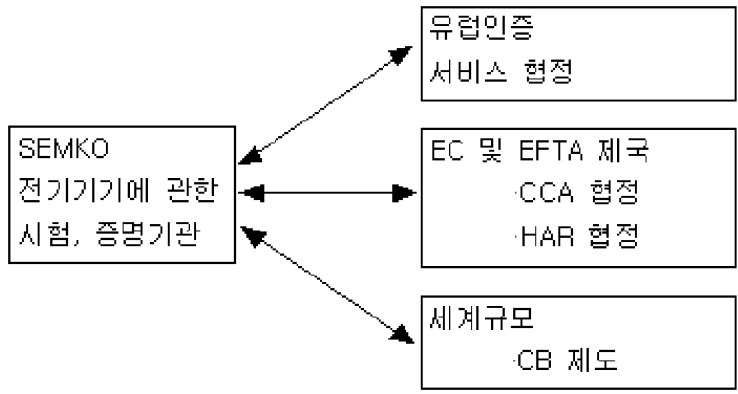 SEMKO
전기기기에 관한
시험, 증명기관
유럽인증
서비스 협정
EC 및 EFTA 제국
·CCA 협정
·HAR 협정
세계규모
·CB 제도